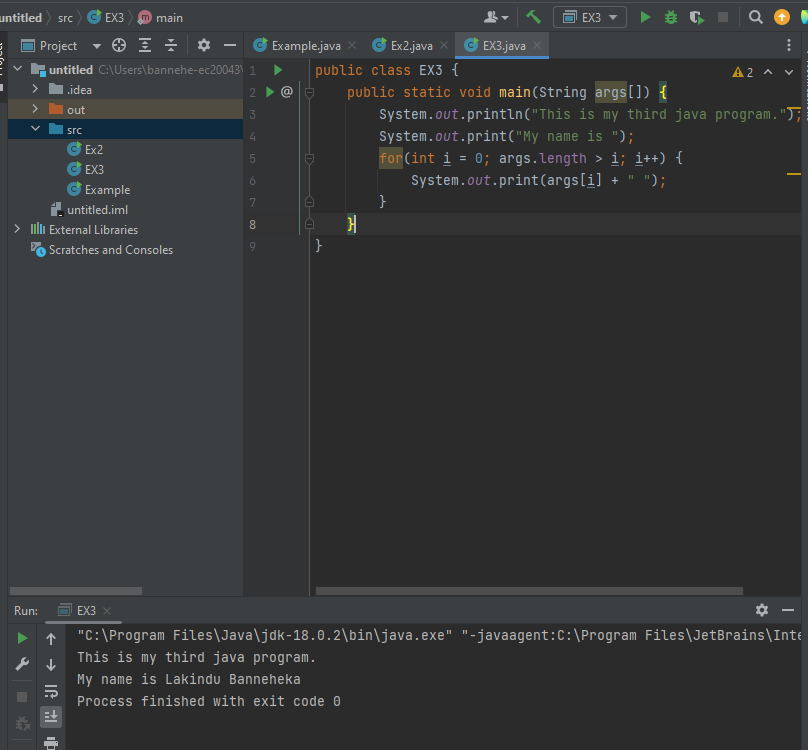 untitled src EX3 main EX3
Project Example.java Ex2.java EX3.java
untitled C:\Users\bannehe-ec20043\
.idea
out
src
Ex2
EX3
Example
untitled.iml
External Libraries
Scratches and Consoles
2
1 public class EX3 {
2 @ public static void main(String args[]) {
3 System.out.println("This is my third java program.");
4 System.out.print("My name is ");
5 for(int i = 0; args.length > i; i++) {
6 System.out.print(args[i] + " ");
7 }
8 }
9 }
Run: EX3
"C:\Program Files\Java\jdk-18.0.2\bin\java.exe" "-javaagent:C:\Program Files\JetBrains\Inte
This is my third java program.
My name is Lakindu Banneheka
Process finished with exit code 0